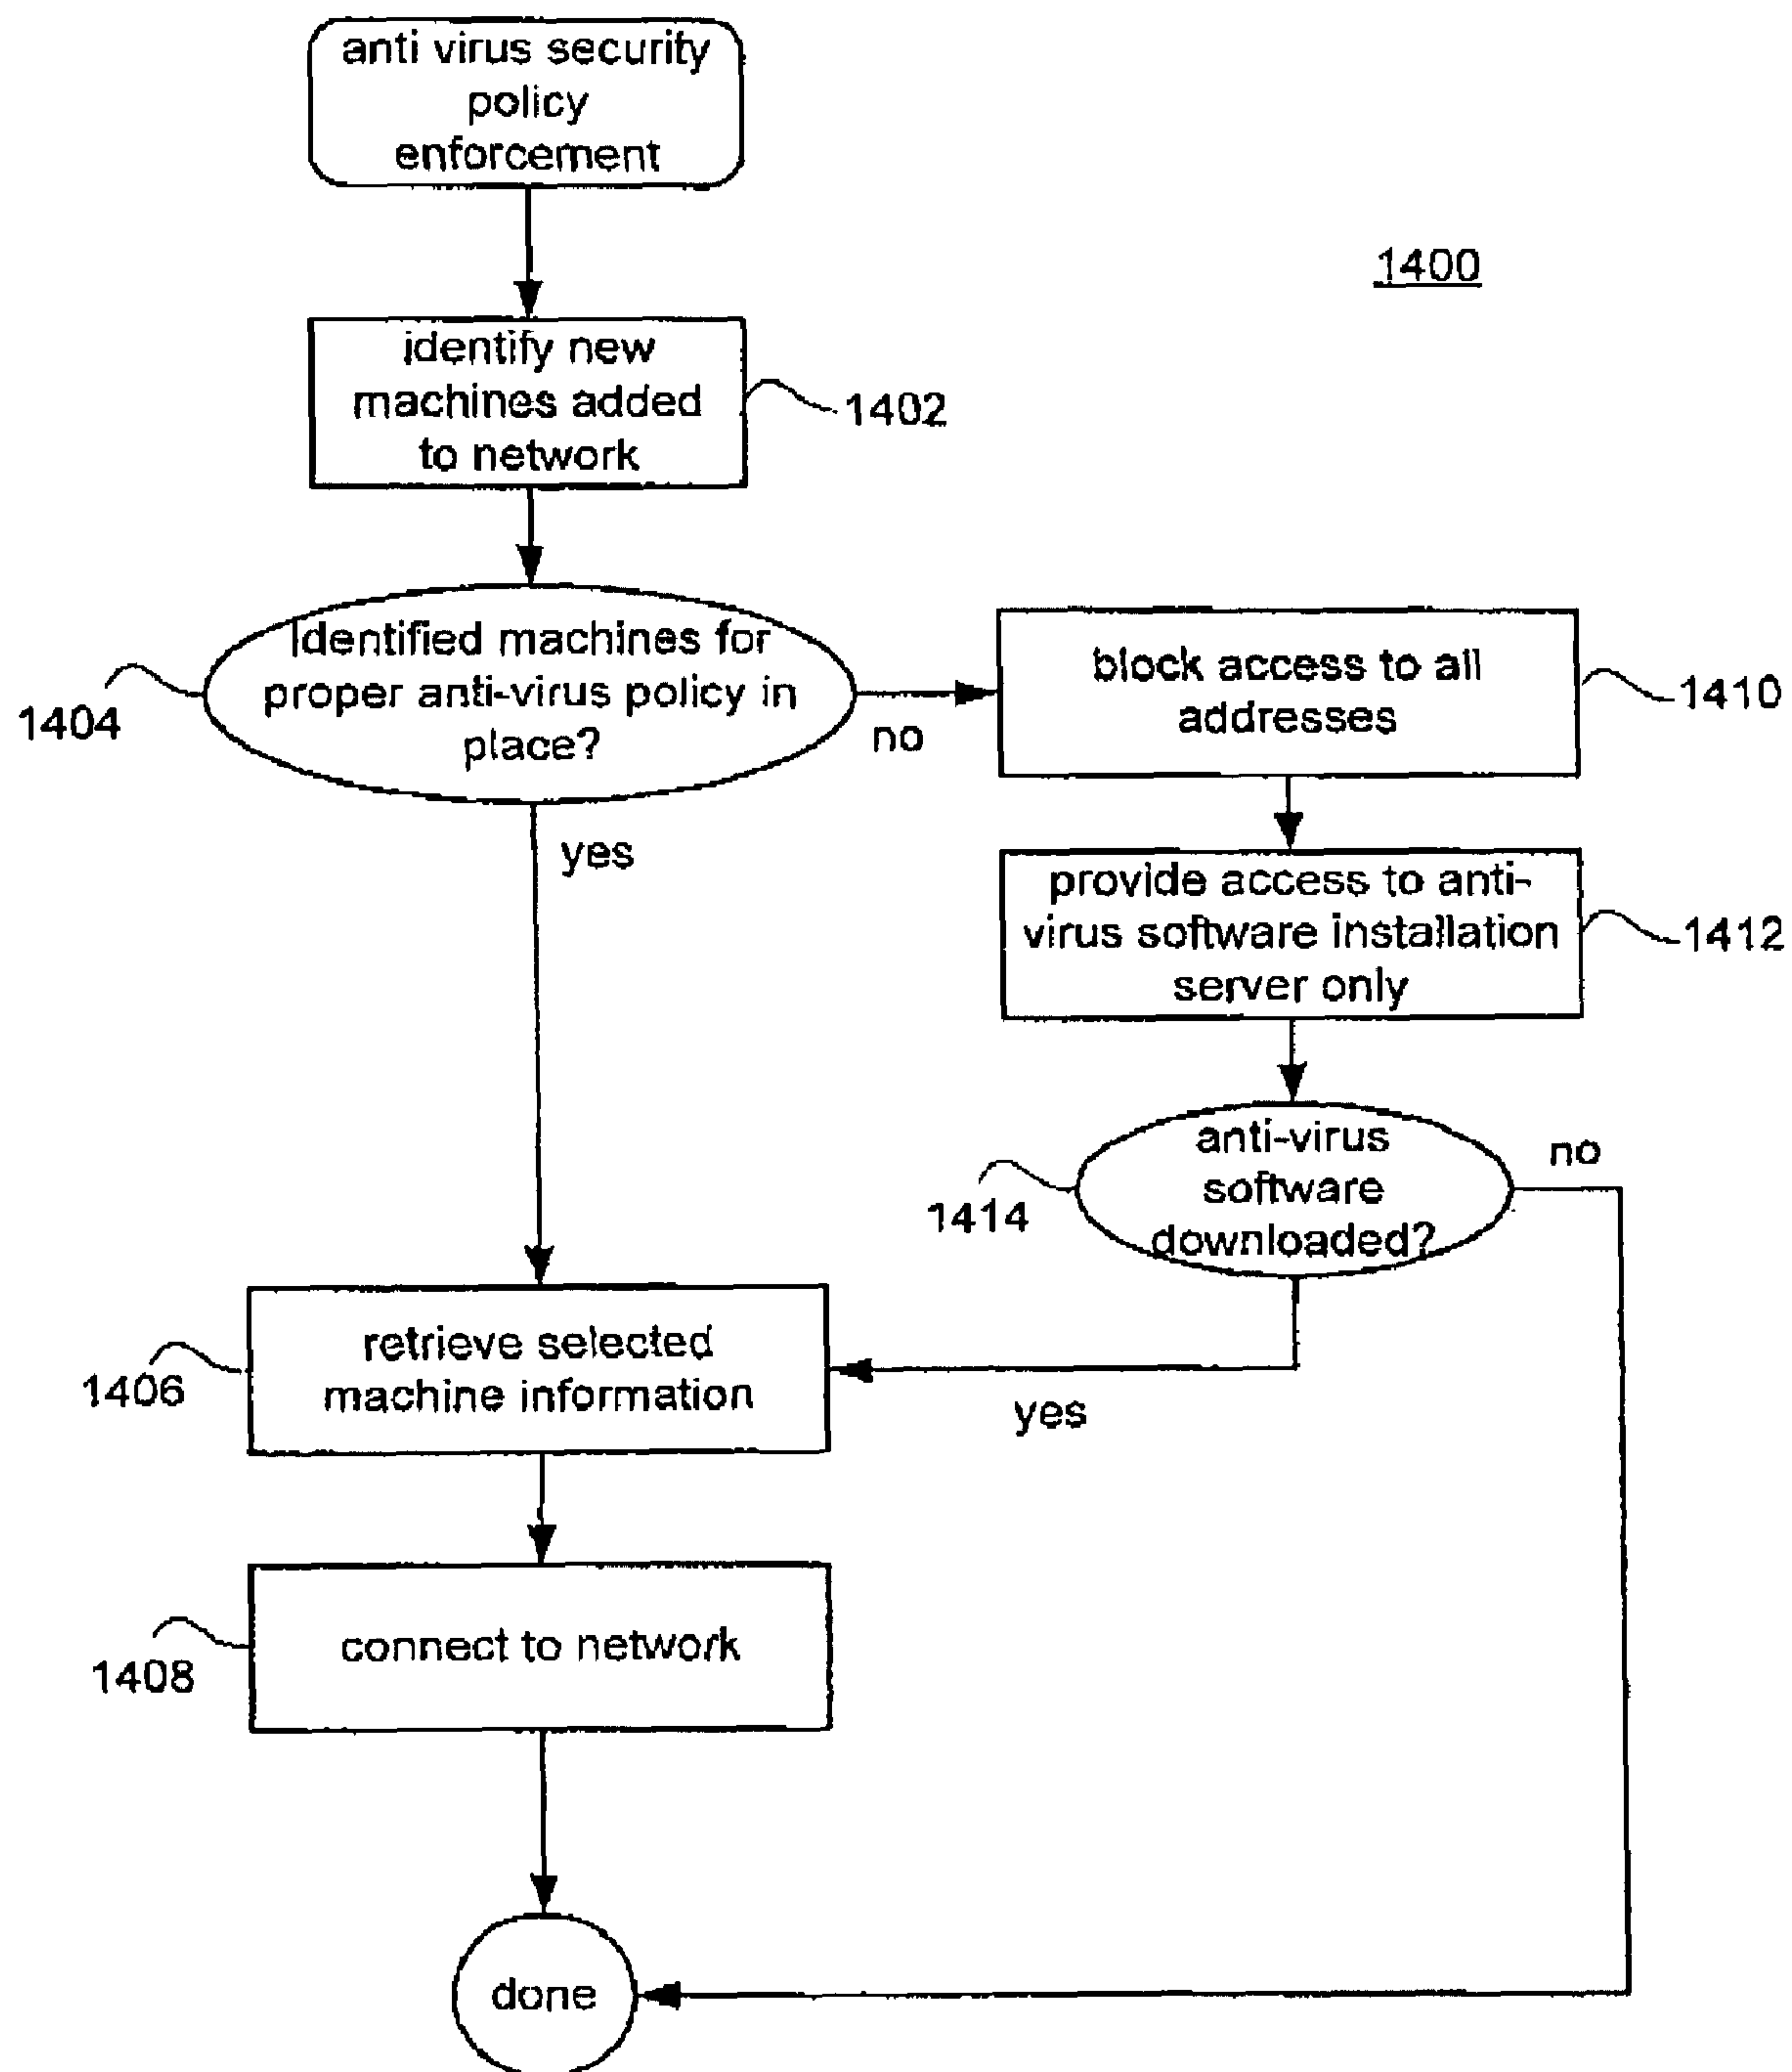 anti virus security
policy
enforcement
1400
identify new
machines added
to network
1402
Identified machines for
proper anti-virus policy in
place?
1404
no
yes
block access to all
addresses
1410
provide access to anti-
virus software installation
server only
1412
anti-virus
software
downloaded?
1414
no
yes
retrieve selected
machine information
1406
connect to network
1408
done